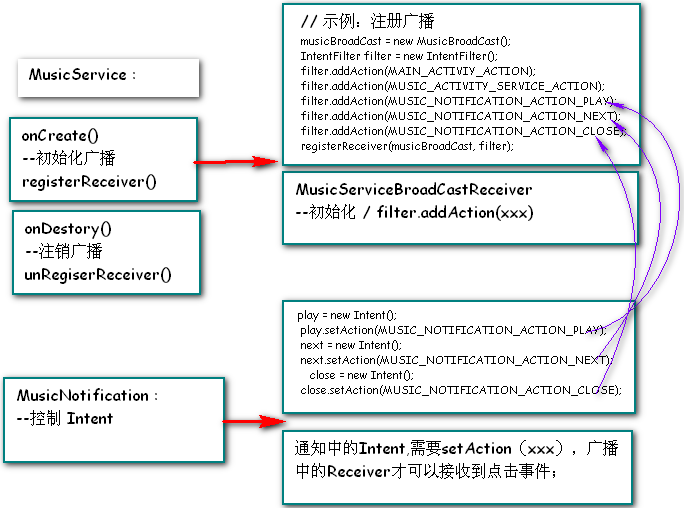 MusicService :
onCreate()
--初始化广播
registerReceiver()
onDestory()
--注销广播
unRegiserReceiver()
// 示例：注册广播
musicBroadCast = new MusicBroadCast();
IntentFilter filter = new IntentFilter();
filter.addAction(MAIN_ACTIVIY_ACTION);
filter.addAction(MUSIC_ACTIVITY_SERVICE_ACTION);
filter.addAction(MUSIC_NOTIFICATION_ACTION_PLAY);
filter.addAction(MUSIC_NOTIFICATION_ACTION_NEXT);
filter.addAction(MUSIC_NOTIFICATION_ACTION_CLOSE);
registerReceiver(musicBroadCast, filter);
MusicServiceBroadCastReceiver
--初始化 / filter.addAction(xxx)
MusicNotification :
--控制 Intent
play = new Intent();
play.setAction(MUSIC_NOTIFICATION_ACTION_PLAY);
next = new Intent();
next.setAction(MUSIC_NOTIFICATION_ACTION_NEXT);
close = new Intent();
close.setAction(MUSIC_NOTIFICATION_ACTION_CLOSE);
通知中的Intent,需要setAction（xxx），广播
中的Receiver才可以接收到点击事件；